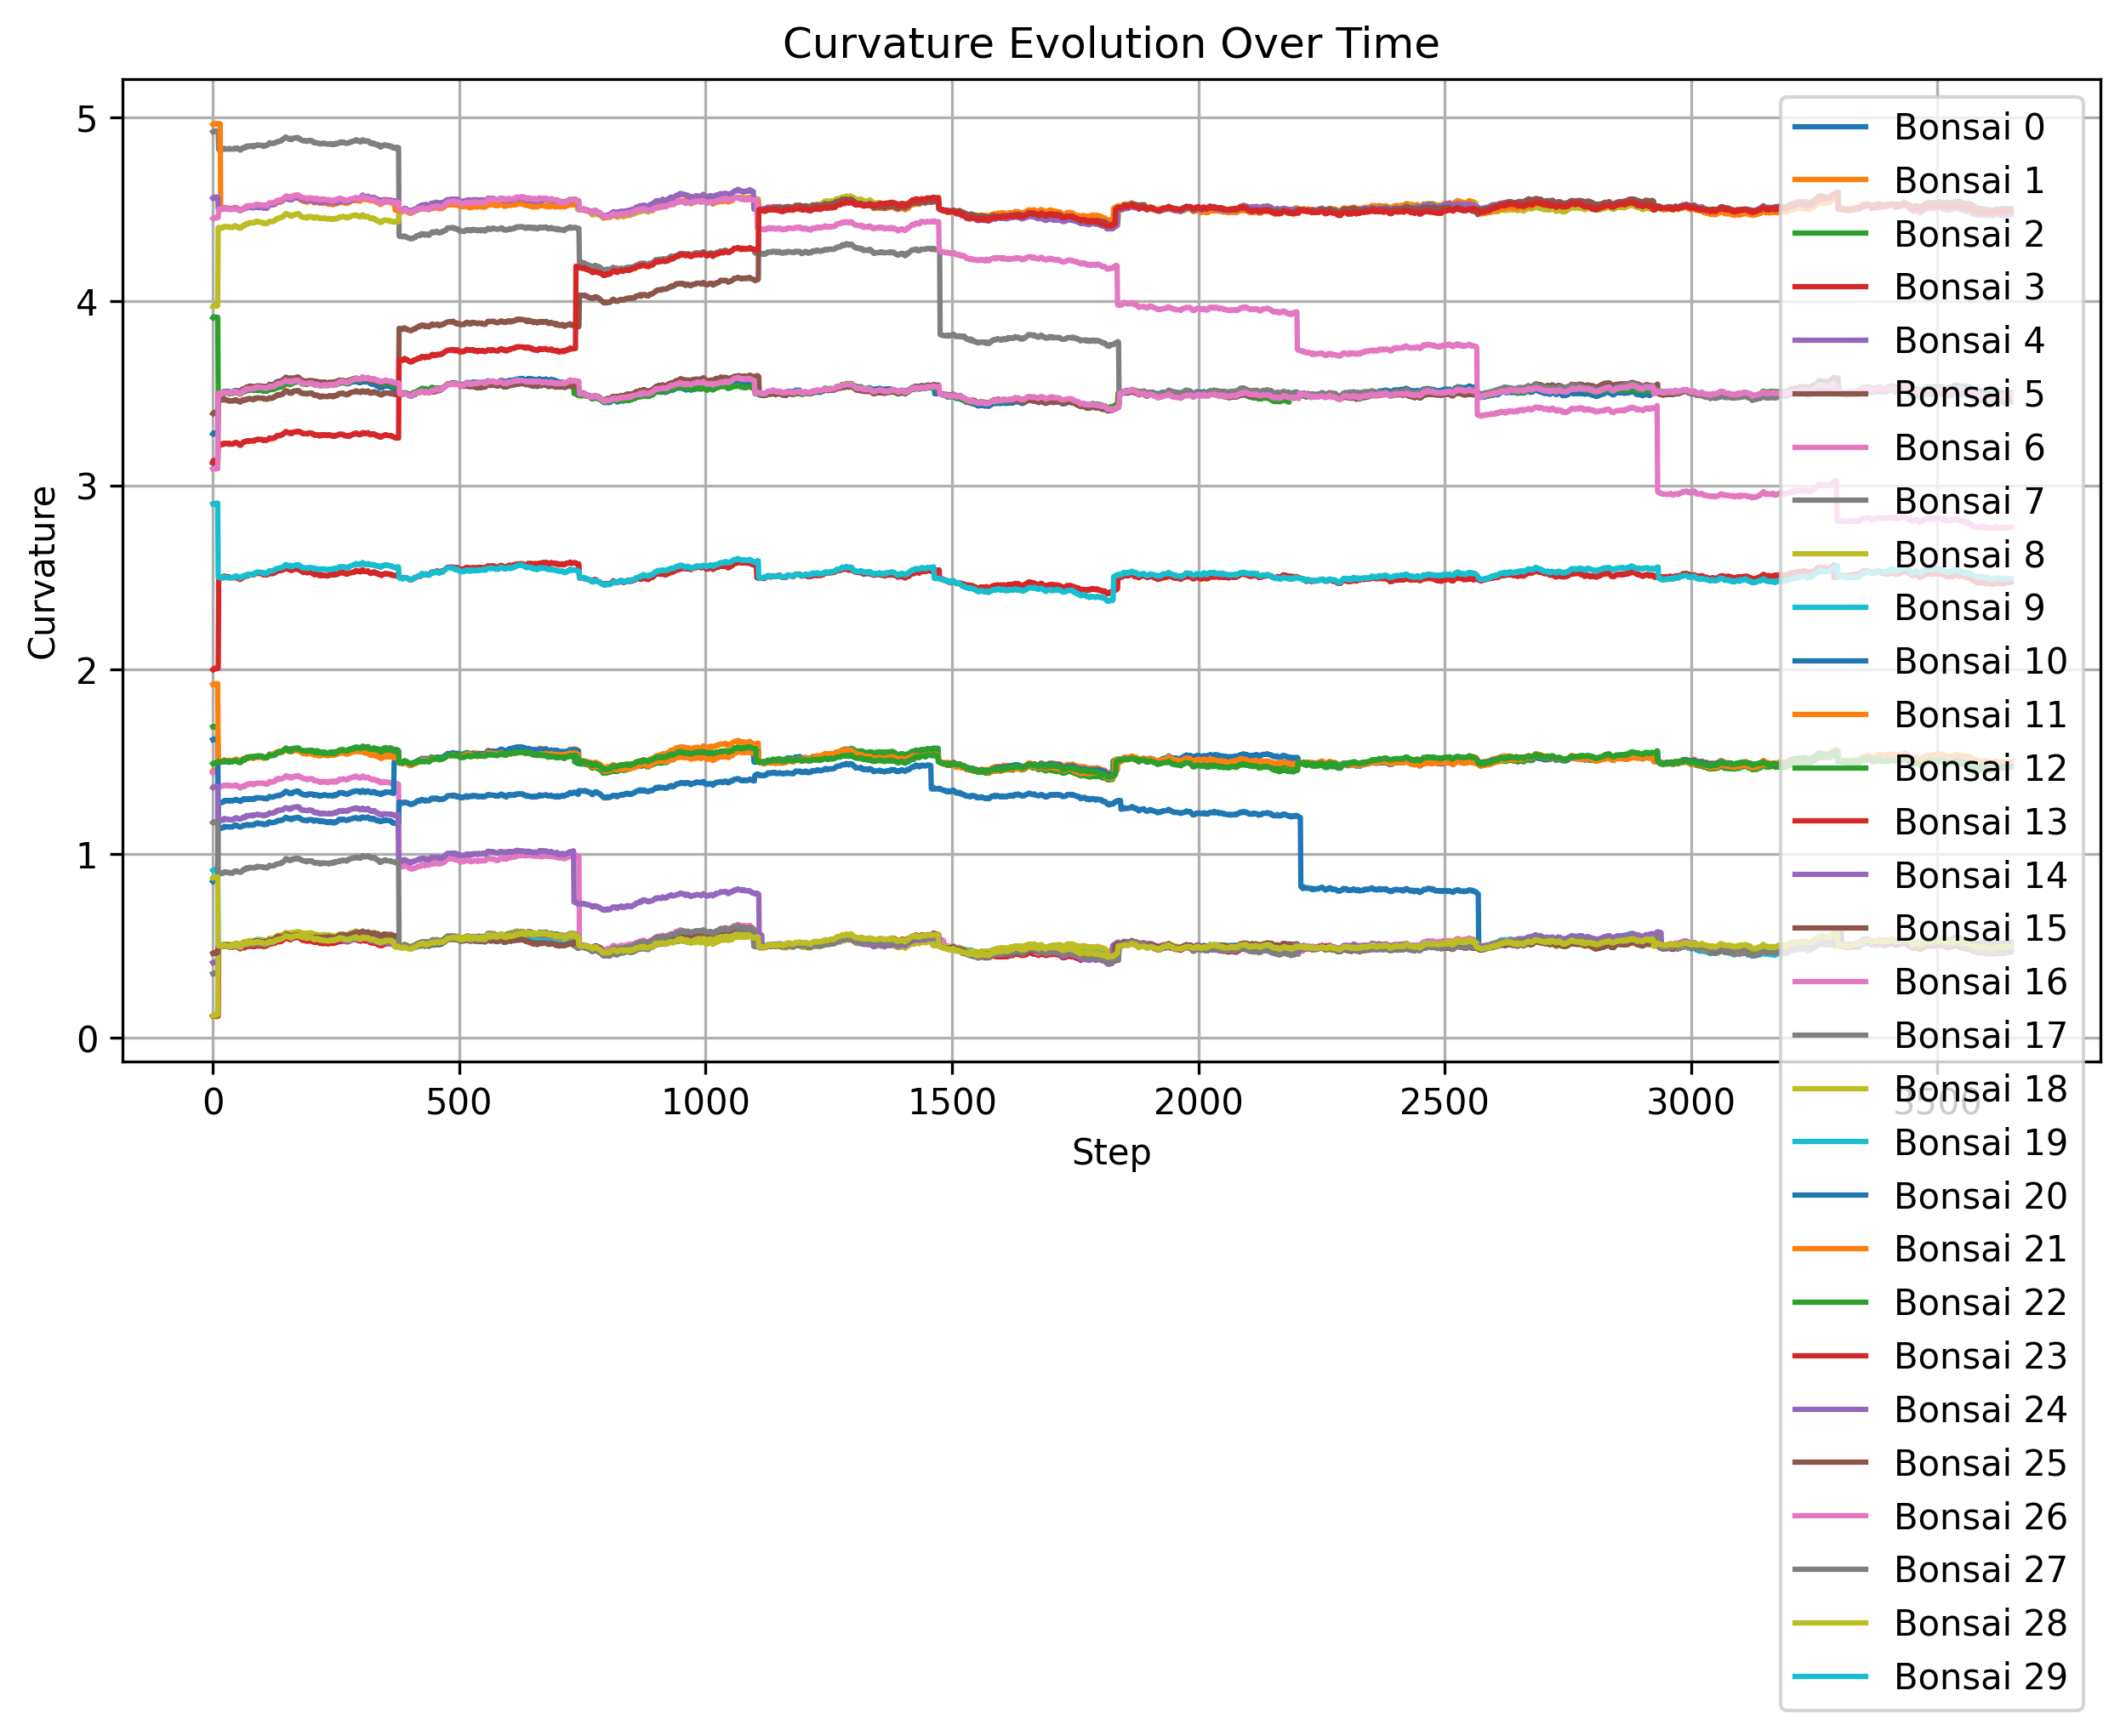 Curvature Evolution Over Time
Curvature
5
4
3
2
1
0
0 500 1000 1500 2000 2500 3000 3500
Step
Bonsai 0
Bonsai 1
Bonsai 2
Bonsai 3
Bonsai 4
Bonsai 5
Bonsai 6
Bonsai 7
Bonsai 8
Bonsai 9
Bonsai 10
Bonsai 11
Bonsai 12
Bonsai 13
Bonsai 14
Bonsai 15
Bonsai 16
Bonsai 17
Bonsai 18
Bonsai 19
Bonsai 20
Bonsai 21
Bonsai 22
Bonsai 23
Bonsai 24
Bonsai 25
Bonsai 26
Bonsai 27
Bonsai 28
Bonsai 29